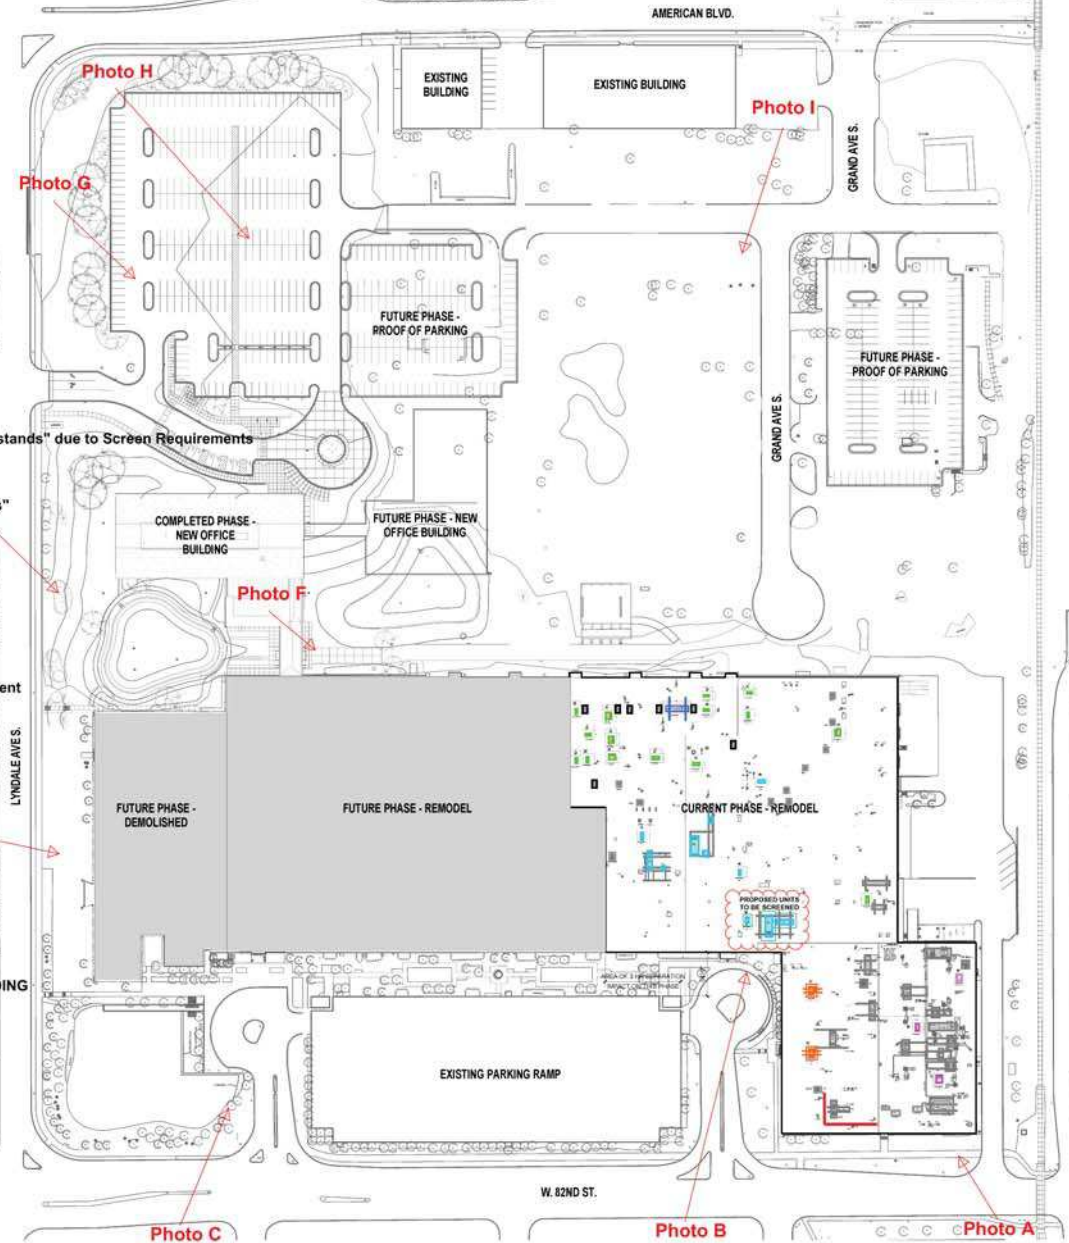 AMERICAN BLVD.
Photo H
EXISTING
BUILDING
EXISTING BUILDING
Photo I
GRAND AVE S.
Photo G
FUTURE PHASE -
PROOF OF PARKING
FUTURE PHASE -
PROOF OF PARKING
GRAND AVE S.
stands" due to Screen Requirements
COMPLETED PHASE -
NEW OFFICE
BUILDING
FUTURE PHASE - NEW
OFFICE BUILDING
Photo F
ent
LYNDALE AVE S.
FUTURE PHASE -
DEMOLISHED
FUTURE PHASE - REMODEL
CURRENT PHASE - REMODEL
PROPOSED UNITS
TO BE SCREENED
DING
EXISTING PARKING RAMP
W. 82ND ST.
Photo C
Photo B
Photo A